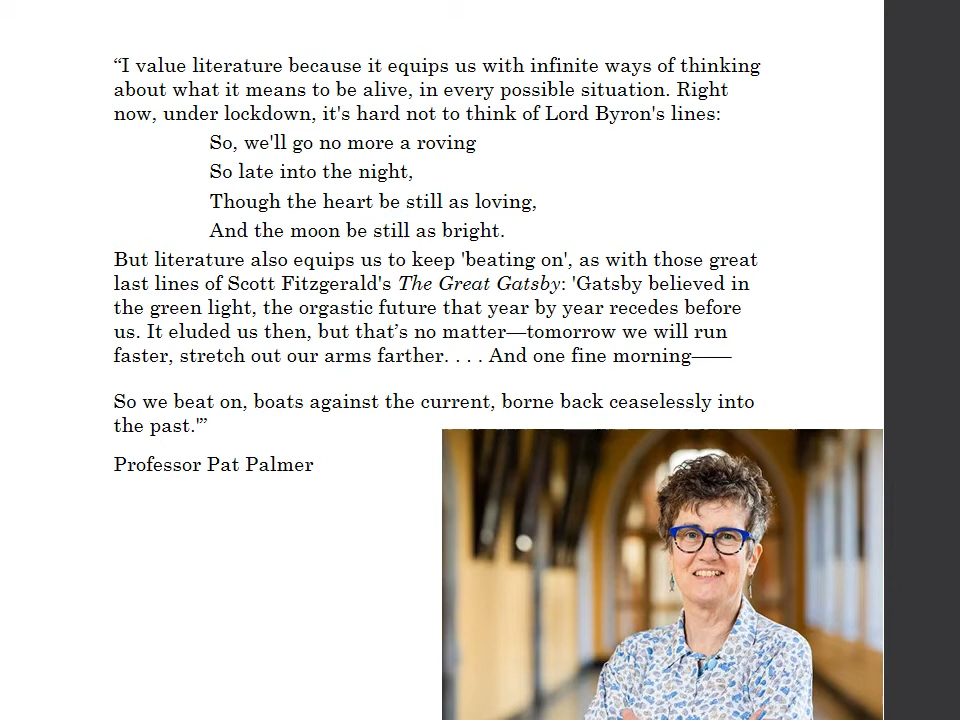 “I value literature because it equips us with infinite ways of thinking
about what it means to be alive, in every possible situation. Right
now, under lockdown, it's hard not to think of Lord Byron's lines:
So, we'll go no more a roving
So late into the night,
Though the heart be still as loving,
And the moon be still as bright.
But literature also equips us to keep 'beating on', as with those great
last lines of Scott Fitzgerald's The Great Gatsby: 'Gatsby believed in
the green light, the orgastic future that year by year recedes before
us. It eluded us then, but that’s no matter—tomorrow we will run
faster, stretch out our arms farther. . . . And one fine morning——
So we beat on, boats against the current, borne back ceaselessly into
the past.'”
Professor Pat Palmer